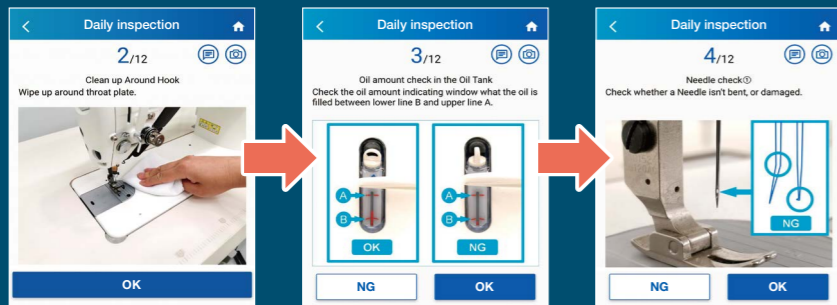 Daily inspection
2/12
Clean up Around Hook
Wipe up around throat plate.
OK
Daily inspection
3/12
Oil amount check in the Oil Tank
Check the oil amount indicating window what the oil is
filled between lower line B and upper line A.
A
B
OK
A
B
NG
NG
OK
Daily inspection
4/12
Needle check①
Check whether a Needle isn't bent, or damaged.
NG
NG
OK